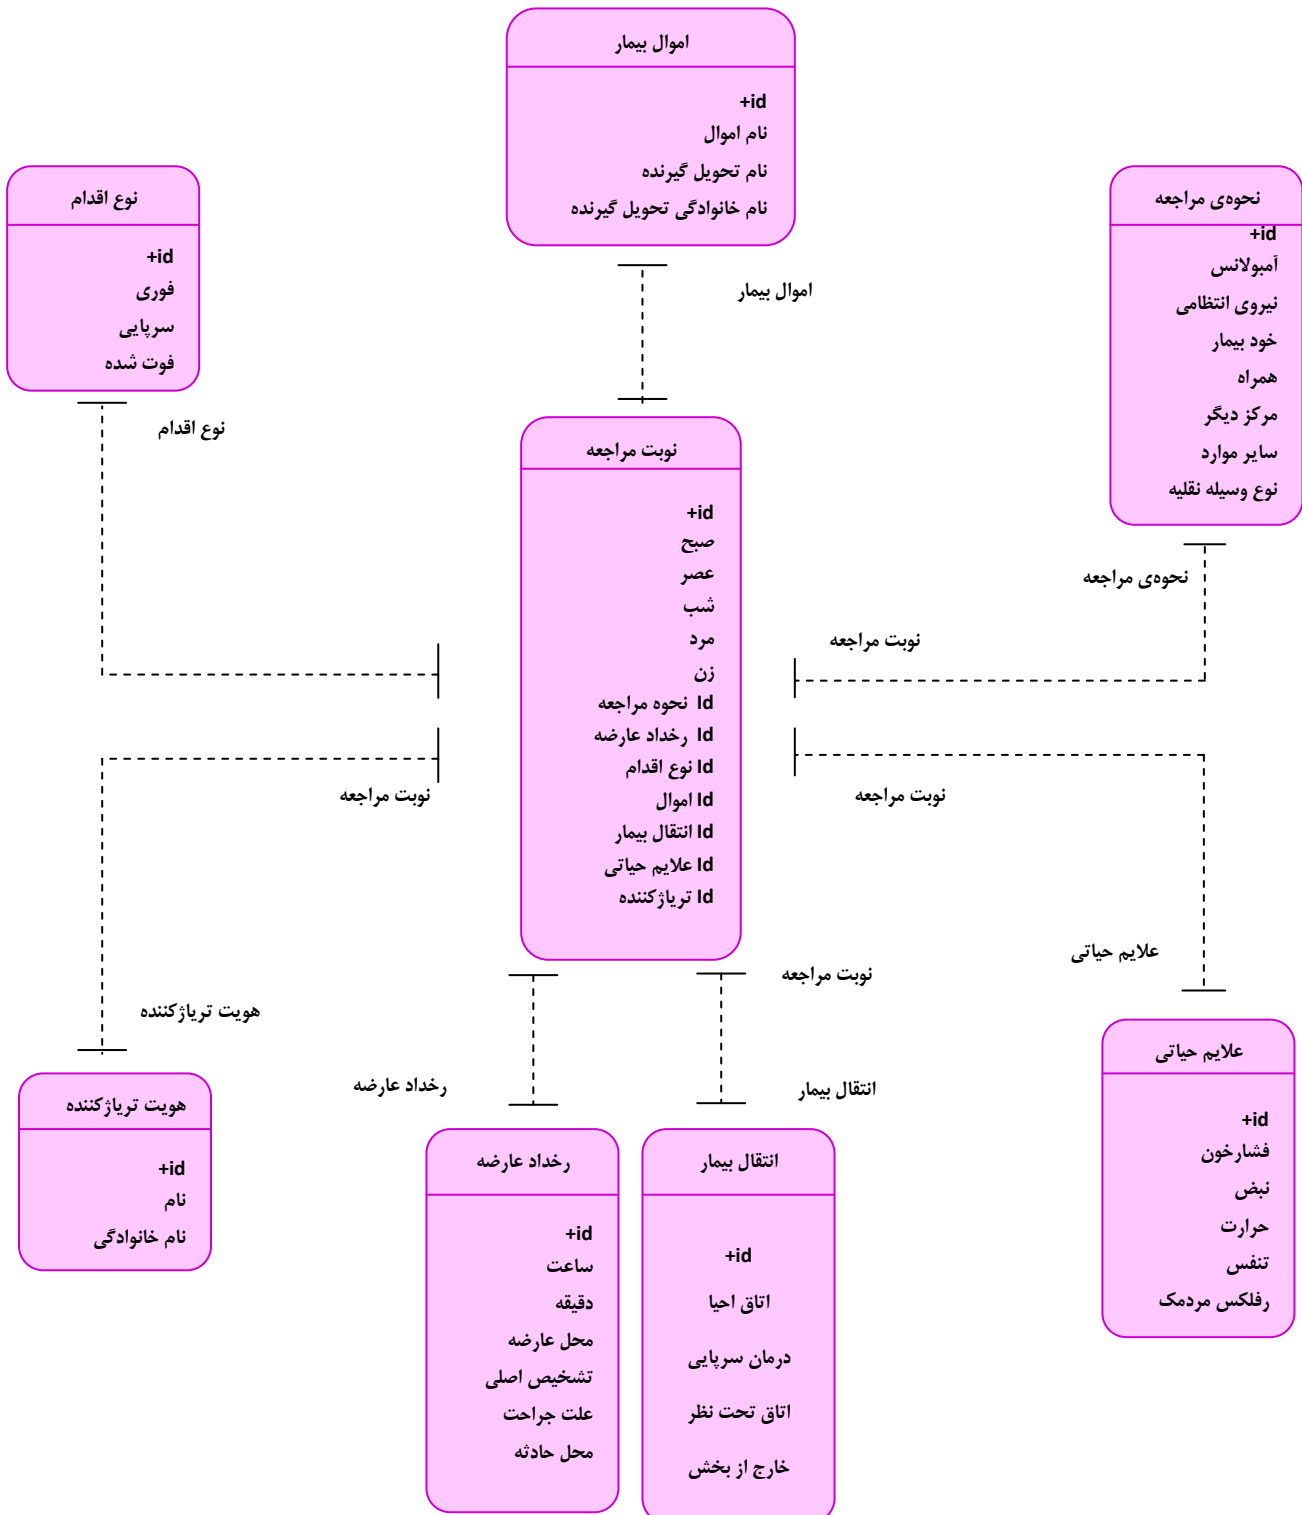 اموال بیمار
+id
نام اموال
نام تحویل گیرنده
نام خانوادگی تحویل گیرنده
نحوه‌ی مراجعه
+id
آمبولانس
نیروی انتظامی
خود بیمار
همراه
مرکز دیگر
سایر موارد
نوع وسیله نقلیه
نوع اقدام
+id
فوری
سرپایی
فوت شده
اموال بیمار
نوع اقدام
نحوه‌ی مراجعه
نوبت مراجعه
+id
صبح
عصر
شب
مرد
زن
Id نحوه مراجعه
Id رخداد عارضه
Id نوع اقدام
Id اموال
Id انتقال بیمار
Id علایم حیاتی
Id تریاژکننده
نوبت مراجعه
نوبت مراجعه
نوبت مراجعه
علایم حیاتی
نوبت مراجعه
هویت تریاژکننده
انتقال بیمار
رخداد عارضه
علایم حیاتی
+id
فشارخون
نبض
حرارت
تنفس
رفلکس مردمک
انتقال بیمار
+id
اتاق احیا
درمان سرپایی
اتاق تحت نظر
خارج از بخش
رخداد عارضه
+id
ساعت
دقیقه
محل عارضه
تشخیص اصلی
علت جراحت
محل حادثه
هویت تریاژکننده
+id
نام
نام خانوادگی